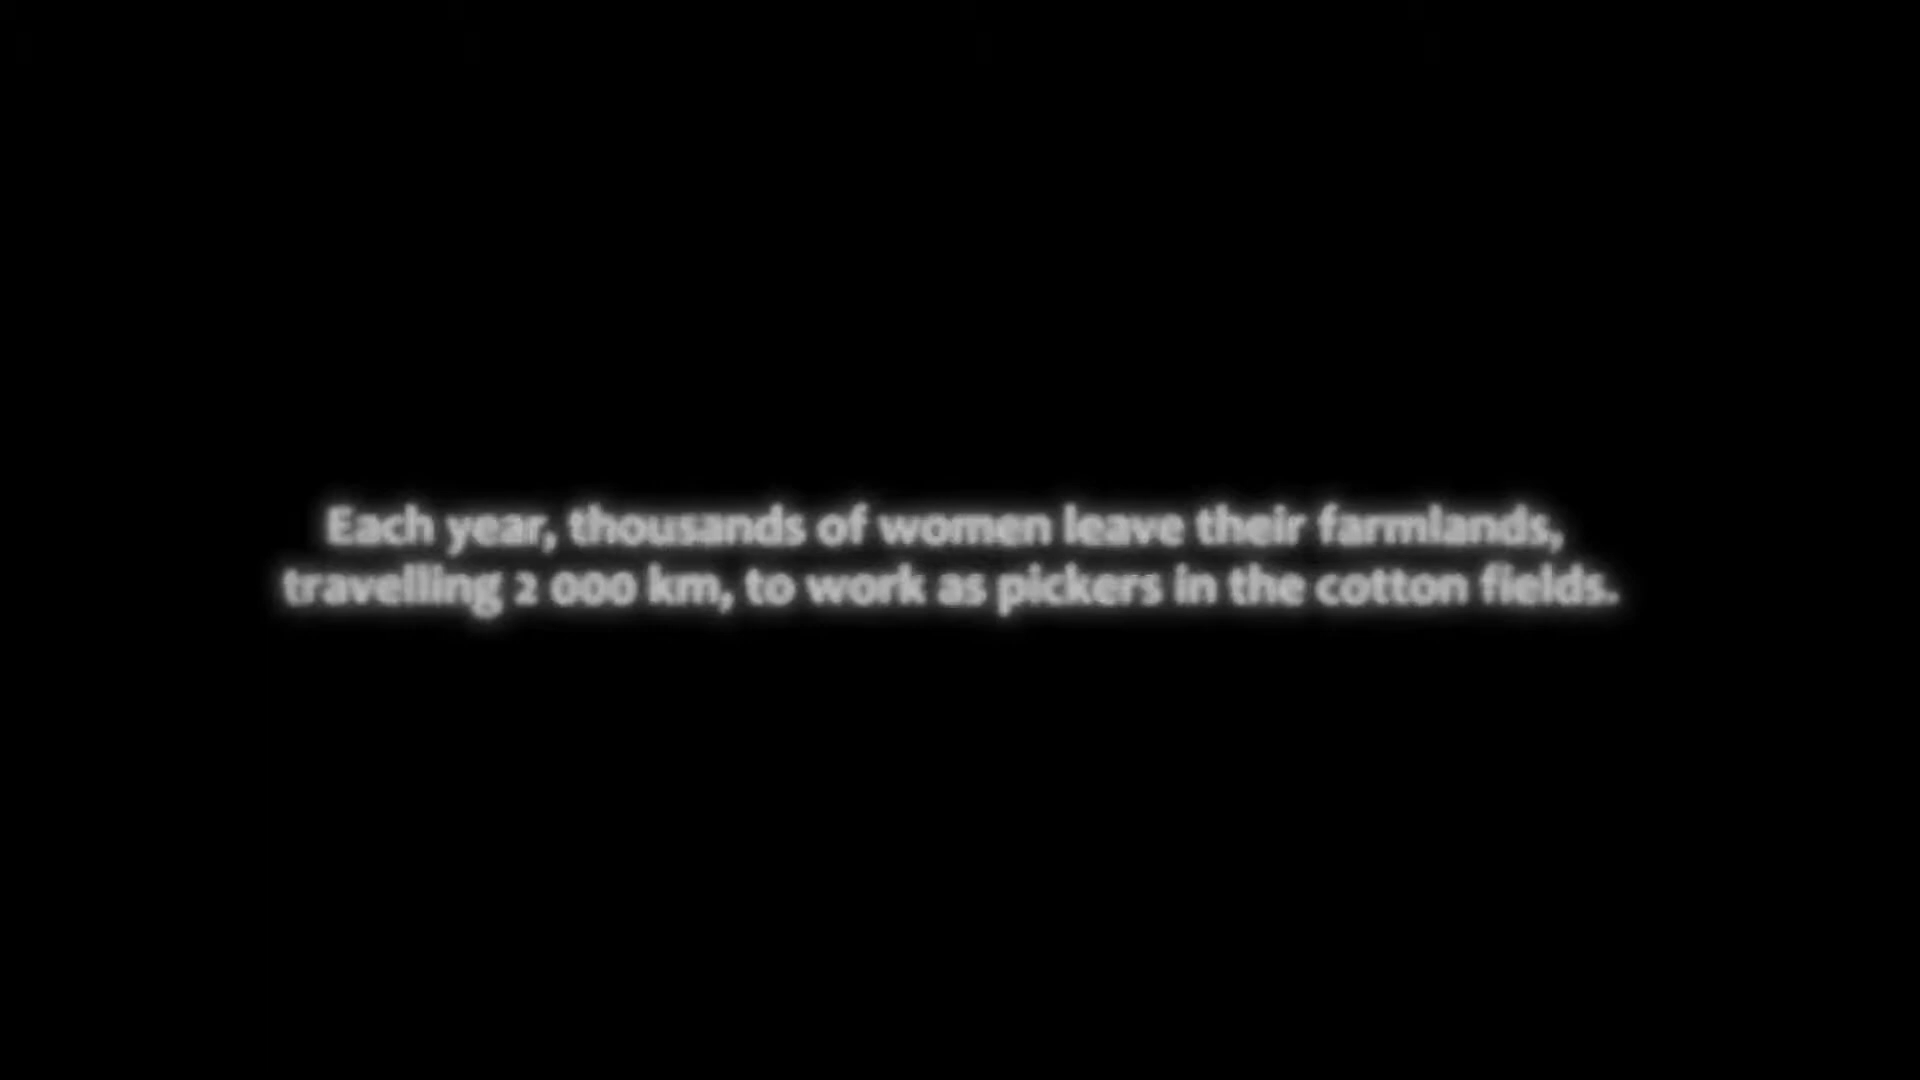 Each year, thousands of women leave their farmlands,
travelling 2 000 km, to work as pickers in the cotton fields.